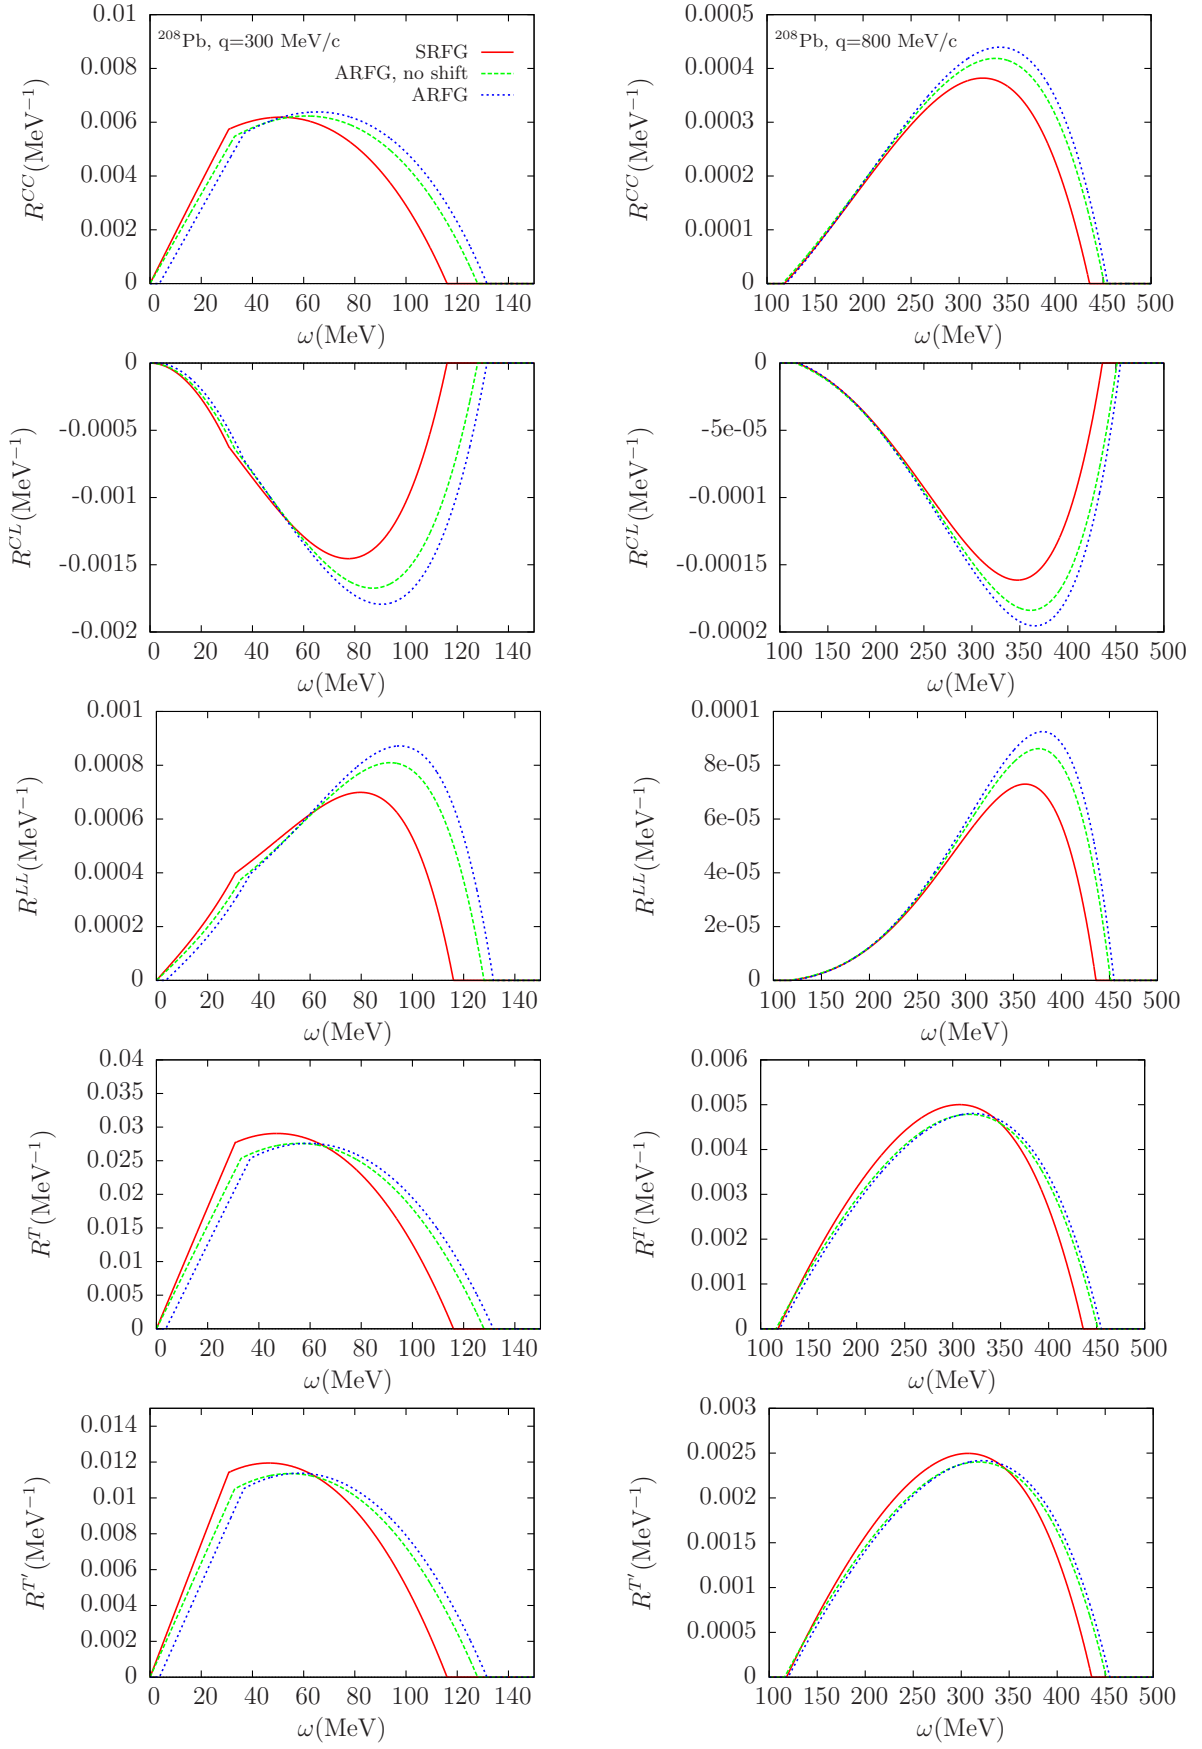 ²⁰⁸Pb, q=300 MeV/c
SRFG
ARFG, no shift
ARFG
R^{CC}(MeV⁻¹)
0.01
0.008
0.006
0.004
0.002
0
0 20 40 60 80 100 120 140
ω(MeV)
²⁰⁸Pb, q=800 MeV/c
R^{CC}(MeV⁻¹)
0.0005
0.0004
0.0003
0.0002
0.0001
0
100 150 200 250 300 350 400 450 500
ω(MeV)
R^{CL}(MeV⁻¹)
0
-0.0005
-0.001
-0.0015
-0.002
0 20 40 60 80 100 120 140
ω(MeV)
R^{CL}(MeV⁻¹)
0
-5e-05
-0.0001
-0.00015
-0.0002
100 150 200 250 300 350 400 450 500
ω(MeV)
R^{LL}(MeV⁻¹)
0.001
0.0008
0.0006
0.0004
0.0002
0
0 20 40 60 80 100 120 140
ω(MeV)
R^{LL}(MeV⁻¹)
0.0001
8e-05
6e-05
4e-05
2e-05
0
100 150 200 250 300 350 400 450 500
ω(MeV)
R^{T}(MeV⁻¹)
0.04
0.035
0.03
0.025
0.02
0.015
0.01
0.005
0
0 20 40 60 80 100 120 140
ω(MeV)
R^{T}(MeV⁻¹)
0.006
0.005
0.004
0.003
0.002
0.001
0
100 150 200 250 300 350 400 450 500
ω(MeV)
R^{T'}(MeV⁻¹)
0.014
0.012
0.01
0.008
0.006
0.004
0.002
0
0 20 40 60 80 100 120 140
ω(MeV)
R^{T'}(MeV⁻¹)
0.003
0.0025
0.002
0.0015
0.001
0.0005
0
100 150 200 250 300 350 400 450 500
ω(MeV)